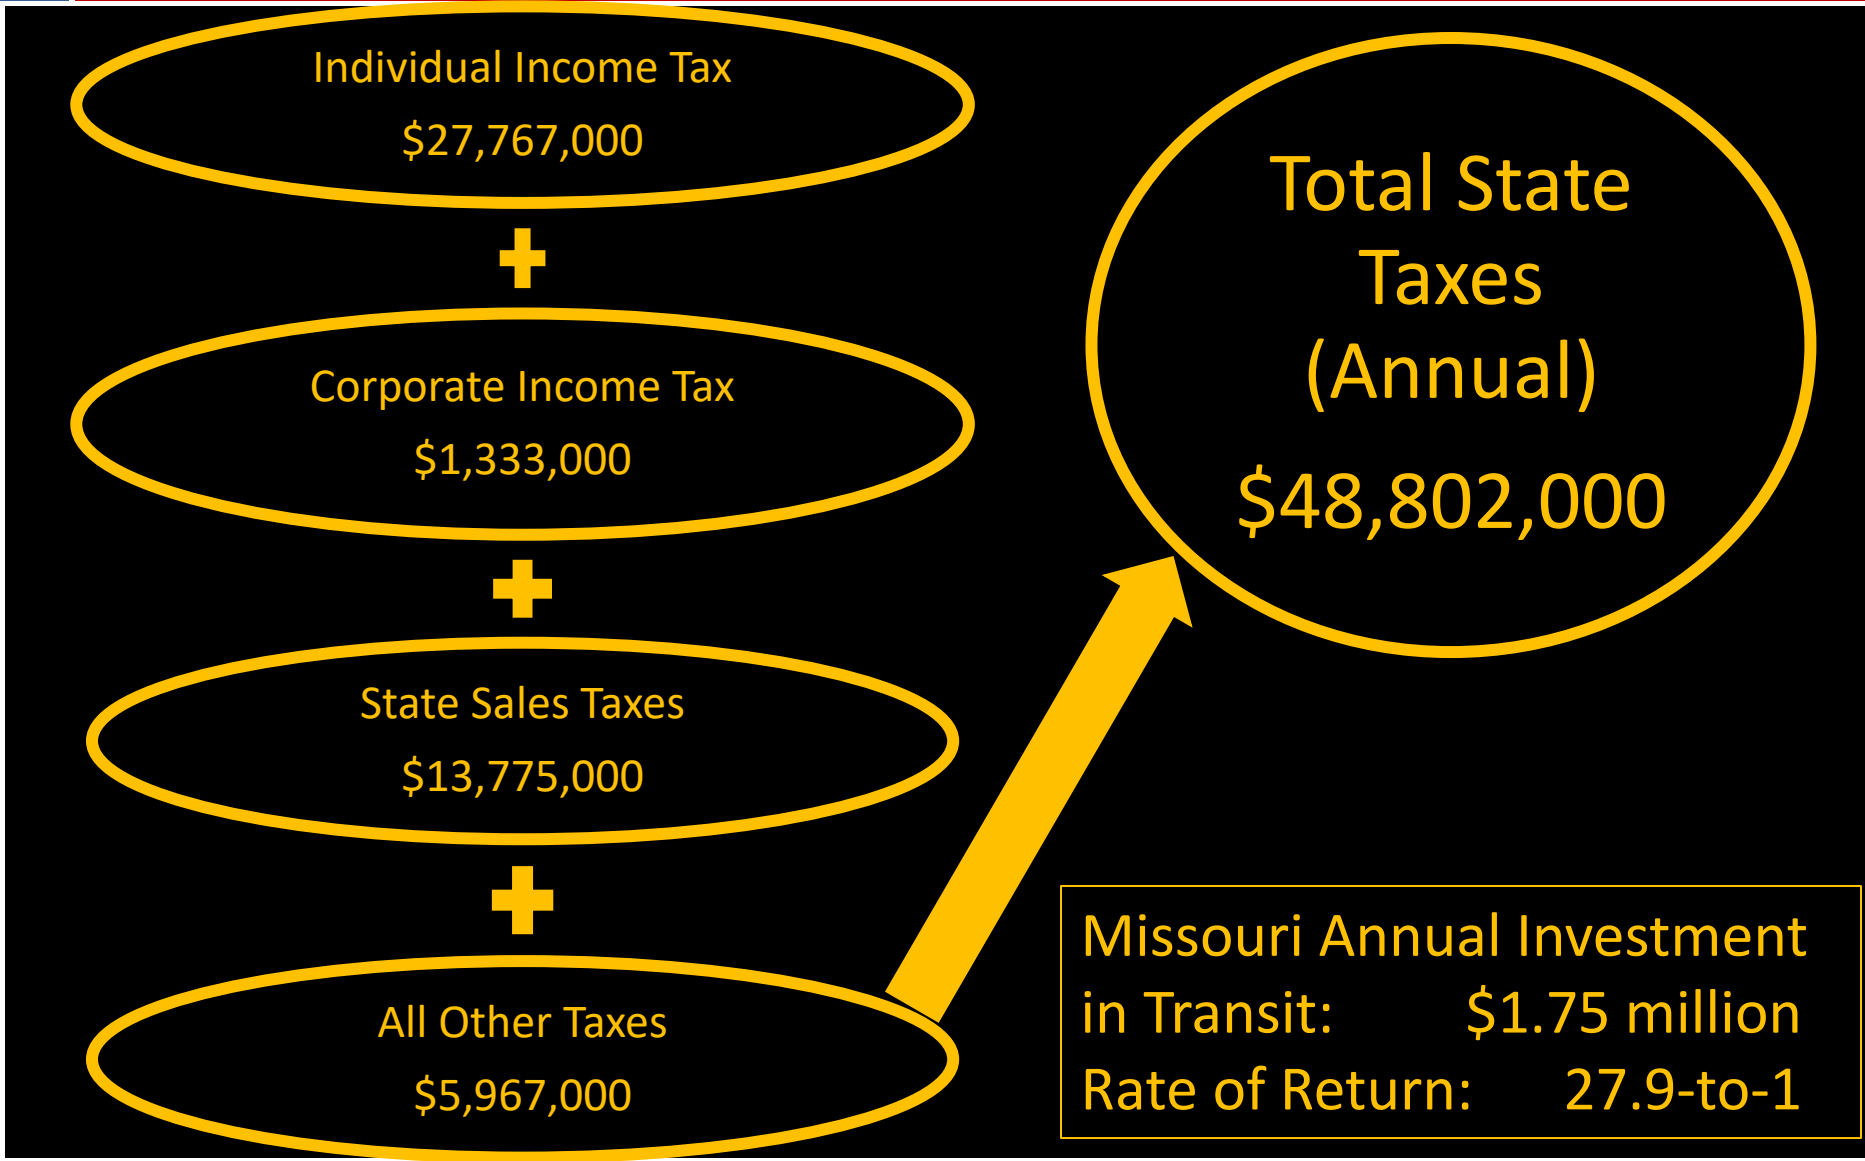 Individual Income Tax
$27,767,000
Corporate Income Tax
$1,333,000
State Sales Taxes
$13,775,000
All Other Taxes
$5,967,000
Total State
Taxes
(Annual)
$48,802,000
Missouri Annual Investment
in Transit: $1.75 million
Rate of Return: 27.9-to-1